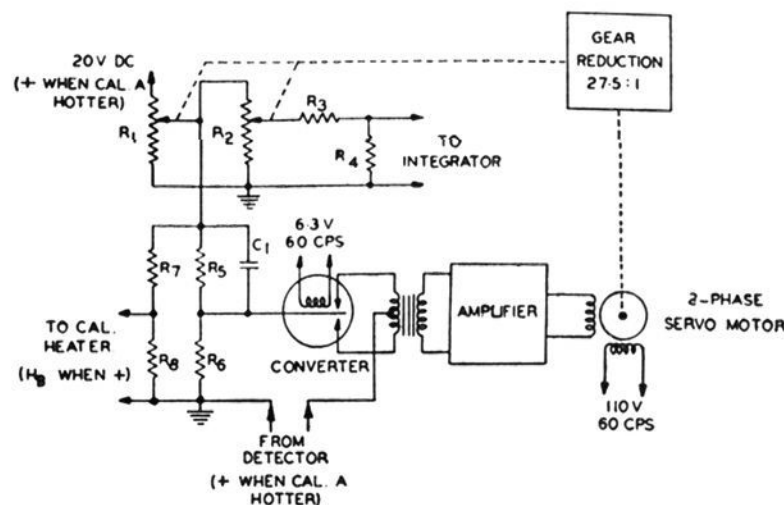 20V DC
(+ WHEN CAL. A
HOTTER)
GEAR
REDUCTION
27·5 : 1
R1
R2
R3
R4
TO
INTEGRATOR
6·3 V
60 CPS
C1
R7
R5
TO CAL.
HEATER
(HB WHEN +)
R8
R6
CONVERTER
AMPLIFIER
2-PHASE
SERVO MOTOR
110 V
60 CPS
FROM
DETECTOR
(+ WHEN CAL. A
HOTTER)